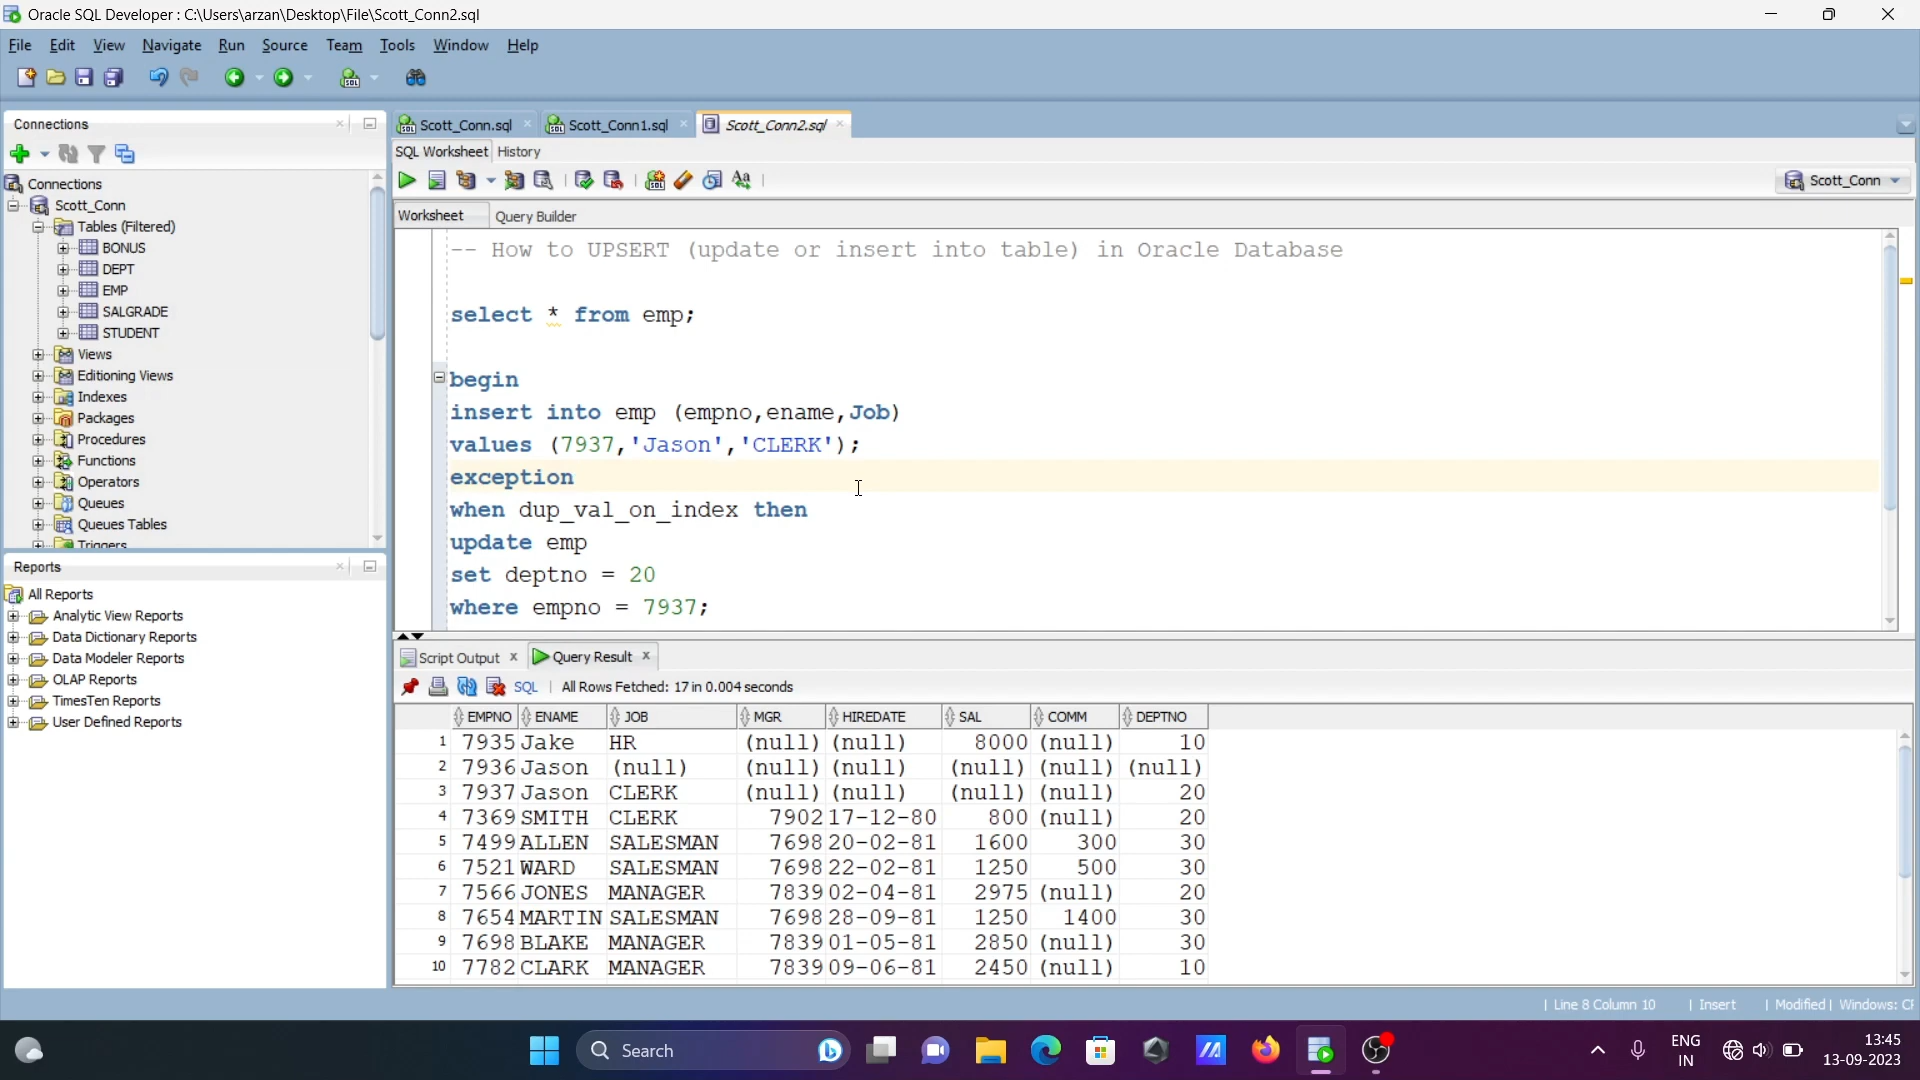 Oracle SQL Developer : C:\Users\arzan\Desktop\File\Scott_Conn2.sql
File Edit View Navigate Run Source Team Tools Window Help
Connections
Connections
Scott_Conn
Tables (Filtered)
BONUS
DEPT
EMP
SALGRADE
STUDENT
Views
Editioning Views
Indexes
Packages
Procedures
Functions
Operators
Queues
Queues Tables
Triggers
Reports
All Reports
Analytic View Reports
Data Dictionary Reports
Data Modeler Reports
OLAP Reports
TimesTen Reports
User Defined Reports
Scott_Conn.sql Scott_Conn1.sql Scott_Conn2.sql
SQL Worksheet History
Scott_Conn
Worksheet Query Builder
-- How to UPSERT (update or insert into table) in Oracle Database
select * from emp;
begin
insert into emp (empno,ename,Job)
values (7937,'Jason','CLERK');
exception
when dup_val_on_index then
update emp
set deptno = 20
where empno = 7937;
Script Output Query Result
SQL | All Rows Fetched: 17 in 0.004 seconds
EMPNO ENAME JOB MGR HIREDATE SAL COMM DEPTNO
1 7935 Jake HR (null) (null) 8000 (null) 10
2 7936 Jason (null) (null) (null) (null) (null) (null)
3 7937 Jason CLERK (null) (null) (null) (null) 20
4 7369 SMITH CLERK 7902 17-12-80 800 (null) 20
5 7499 ALLEN SALESMAN 7698 20-02-81 1600 300 30
6 7521 WARD SALESMAN 7698 22-02-81 1250 500 30
7 7566 JONES MANAGER 7839 02-04-81 2975 (null) 20
8 7654 MARTIN SALESMAN 7698 28-09-81 1250 1400 30
9 7698 BLAKE MANAGER 7839 01-05-81 2850 (null) 30
10 7782 CLARK MANAGER 7839 09-06-81 2450 (null) 10
| Line 8 Column 10 | Insert | Modified | Windows: CF
Search
ENG
IN
13:45
13-09-2023